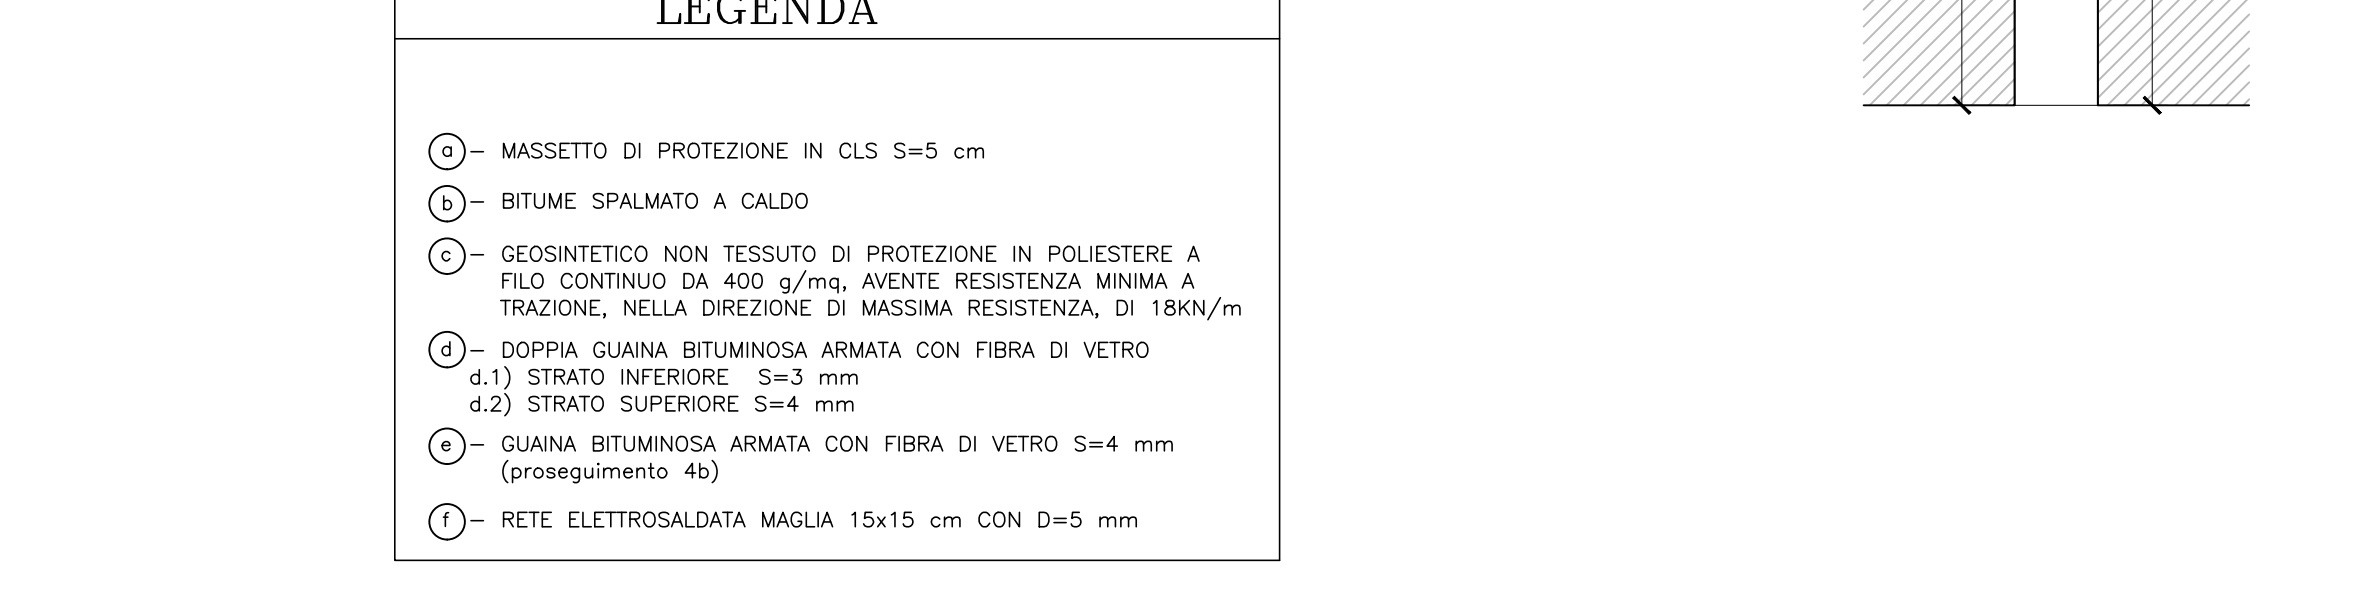 LEGENDA
a – MASSETTO DI PROTEZIONE IN CLS S=5 cm
b – BITUME SPALMATO A CALDO
c – GEOSINTETICO NON TESSUTO DI PROTEZIONE IN POLIESTERE A
FILO CONTINUO DA 400 g/mq, AVENTE RESISTENZA MINIMA A
TRAZIONE, NELLA DIREZIONE DI MASSIMA RESISTENZA, DI 18KN/m
d – DOPPIA GUAINA BITUMINOSA ARMATA CON FIBRA DI VETRO
d.1) STRATO INFERIORE S=3 mm
d.2) STRATO SUPERIORE S=4 mm
e – GUAINA BITUMINOSA ARMATA CON FIBRA DI VETRO S=4 mm
(proseguimento 4b)
f – RETE ELETTROSALDATA MAGLIA 15x15 cm CON D=5 mm